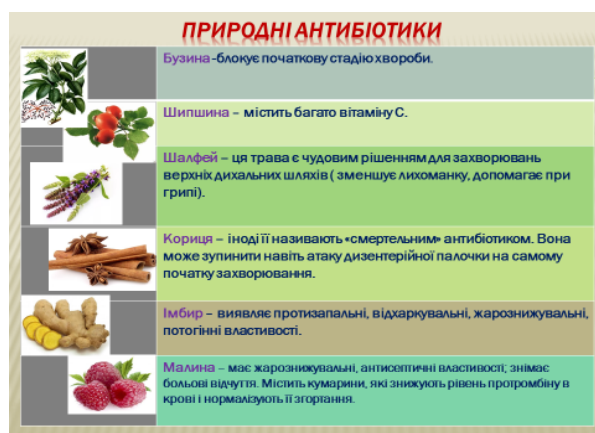 ПРИРОДНІ АНТИБІОТИКИ
Бузина -блокує початкову стадію хвороби.
Шипшина – містить багато вітаміну С.
Шалфей – ця трава є чудовим рішенням для захворювань
верхніх дихальних шляхів ( зменшує лихоманку, допомагає при
грипі).
Кориця – іноді її називають «смертельним» антибіотиком. Вона
може зупинити навіть атаку дизентерійної палочки на самому
початку захворювання.
Імбир – виявляє протизапальні, відхаркувальні, жарознижувальні,
потогінні властивості.
Малина – має жарознижувальні, антисептичні властивості; знімає
больові відчуття. Містить кумарини, які знижують рівень протромбіну в
крові і нормалізують її згортання.